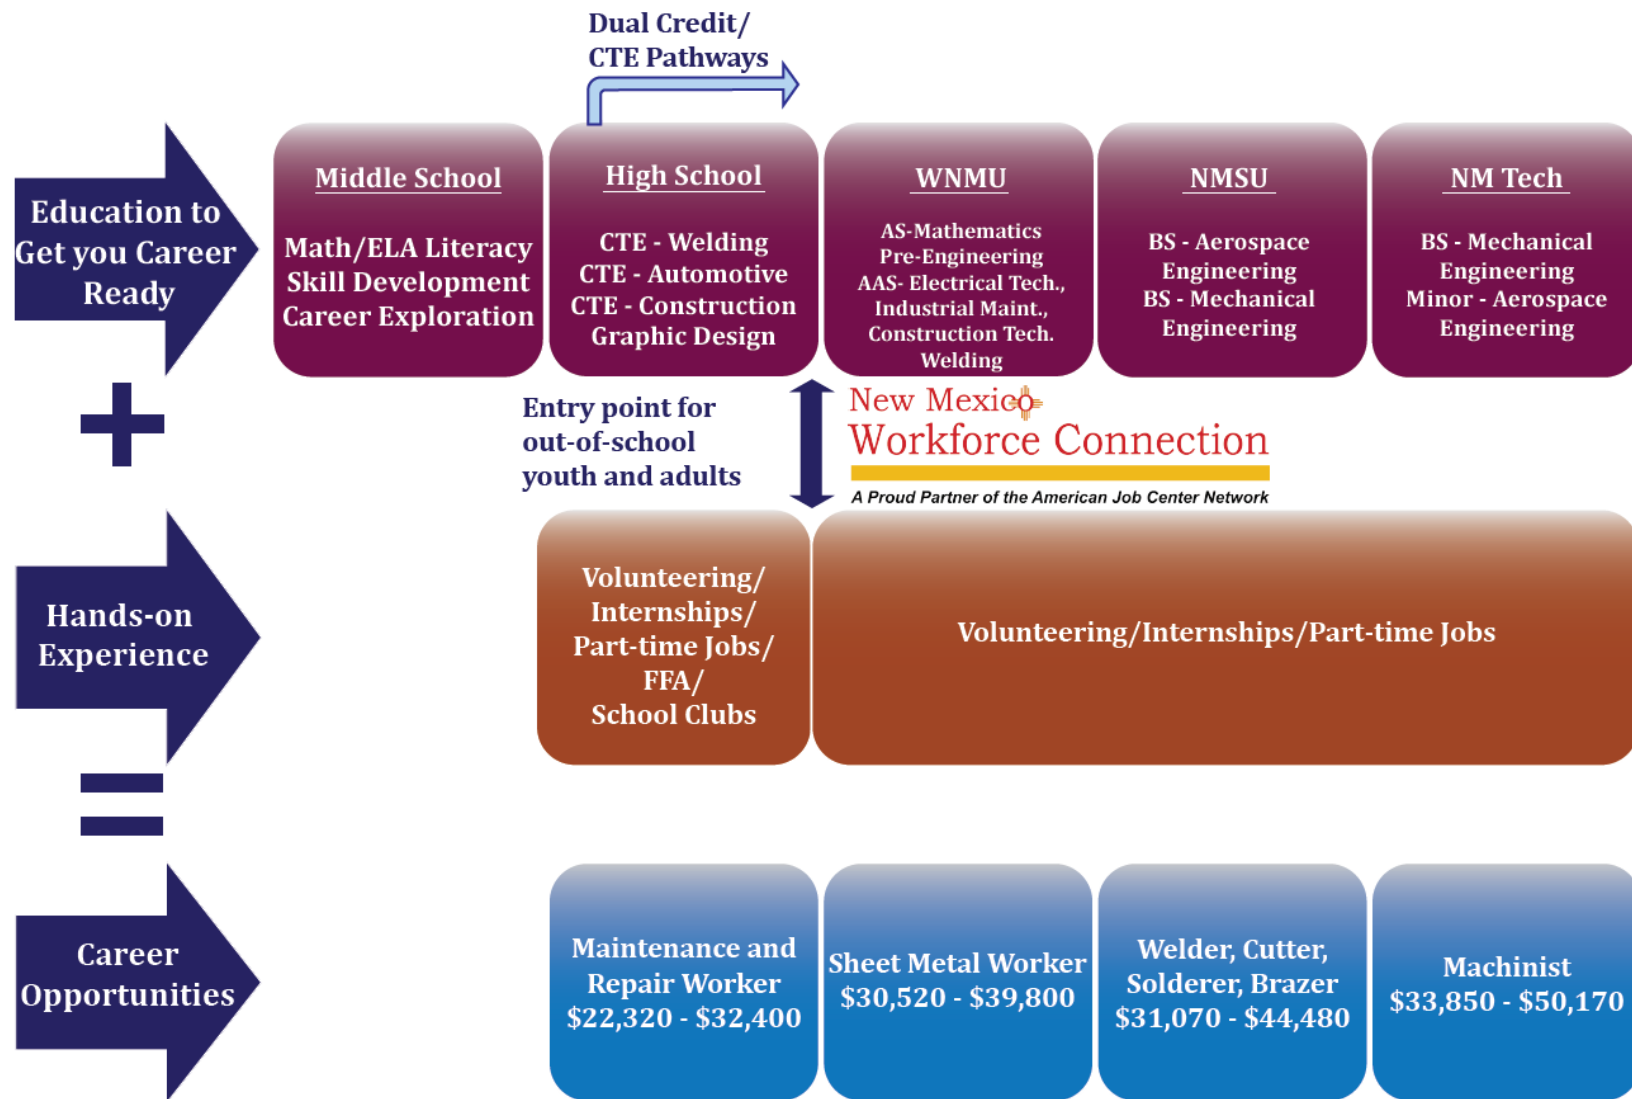 Dual Credit/
CTE Pathways
Education to
Get you Career
Ready
Middle School
Math/ELA Literacy
Skill Development
Career Exploration
High School
CTE - Welding
CTE - Automotive
CTE - Construction
Graphic Design
WNMU
AS-Mathematics
Pre-Engineering
AAS- Electrical Tech.,
Industrial Maint.,
Construction Tech.
Welding
NMSU
BS - Aerospace
Engineering
BS - Mechanical
Engineering
NM Tech
BS - Mechanical
Engineering
Minor - Aerospace
Engineering
+
Entry point for
out-of-school
youth and adults
New Mexico
Workforce Connection
A Proud Partner of the American Job Center Network
Hands-on
Experience
Volunteering/
Internships/
Part-time Jobs/
FFA/
School Clubs
Volunteering/Internships/Part-time Jobs
=
Career
Opportunities
Maintenance and
Repair Worker
$22,320 - $32,400
Sheet Metal Worker
$30,520 - $39,800
Welder, Cutter,
Solderer, Brazer
$31,070 - $44,480
Machinist
$33,850 - $50,170